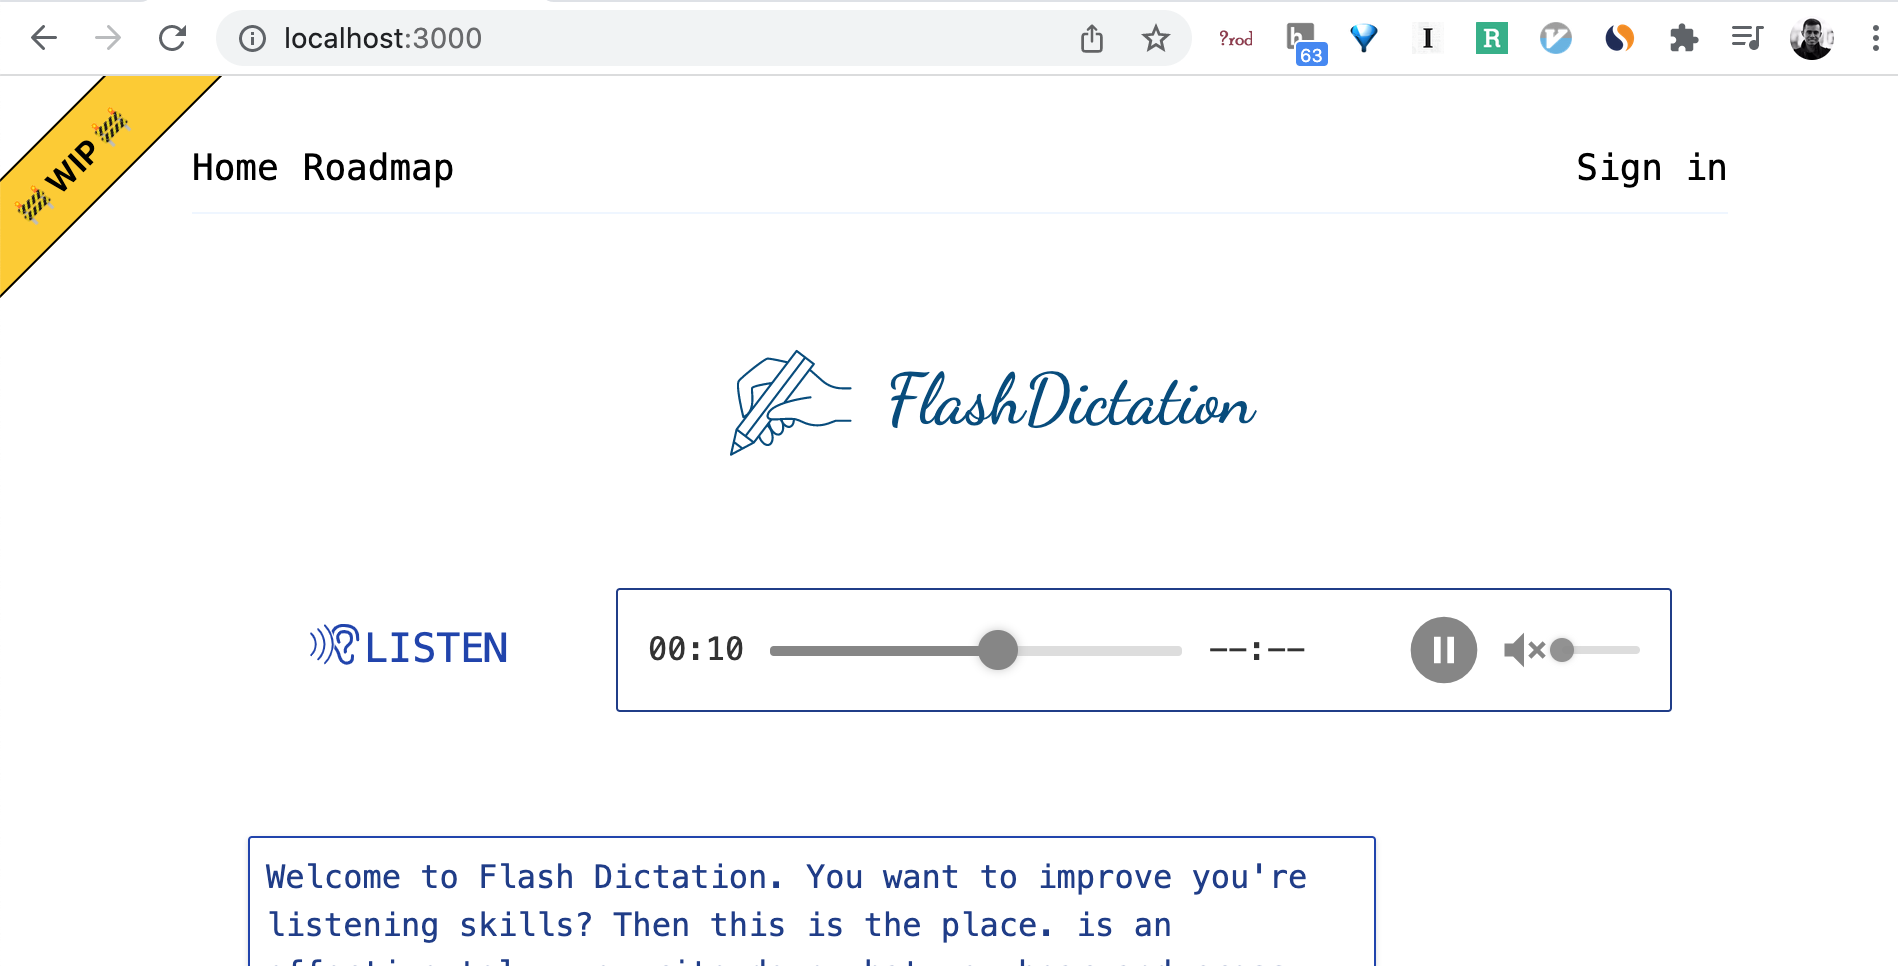 localhost:3000
?rod
h
63
I
R
WIP
Home Roadmap
Sign in
FlashDictation
LISTEN
00:10
--:--
Welcome to Flash Dictation. You want to improve you're
listening skills? Then this is the place. is an